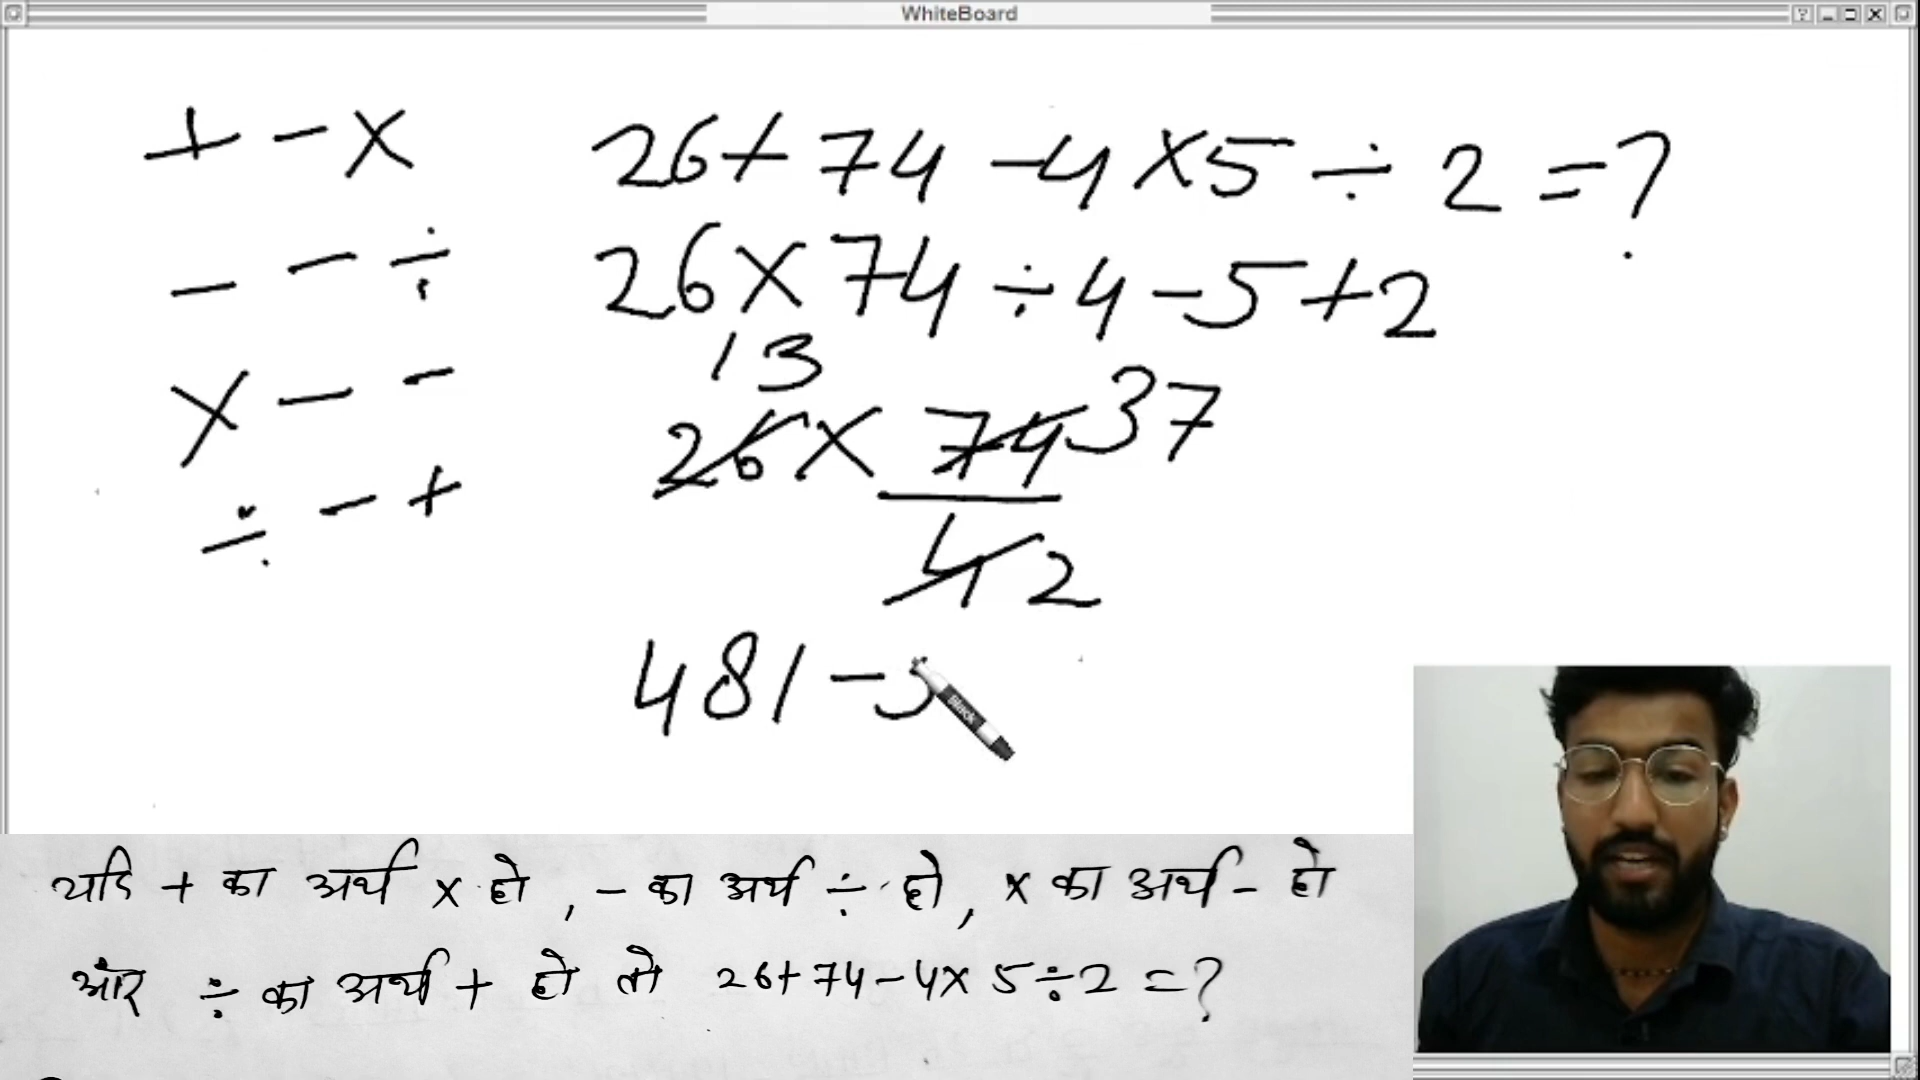 WhiteBoard
+ - x 26 + 74 - 4 x 5 ÷ 2 = ?
- - ÷ 26 x 74 ÷ 4 - 5 + 2
13
x - - 26 x 74 37
÷ - + 4 2
481 - 5
Black
यदि + का अर्थ x हो , - का अर्थ ÷ हो , x का अर्थ - हो
और ÷ का अर्थ + हो तो 26 + 74 - 4 x 5 ÷ 2 = ?